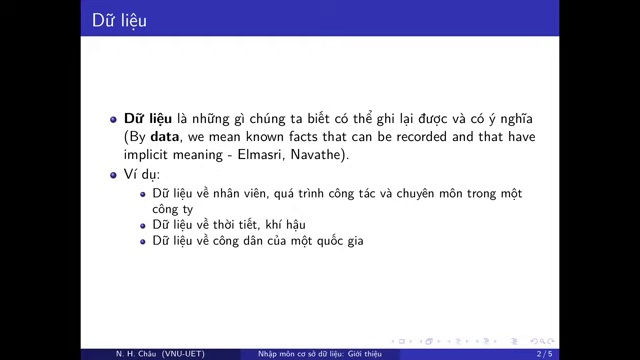 Dữ liệu
Dữ liệu là những gì chúng ta biết có thể ghi lại được và có ý nghĩa
(By data, we mean known facts that can be recorded and that have
implicit meaning - Elmasri, Navathe).
Ví dụ:
Dữ liệu về nhân viên, quá trình công tác và chuyên môn trong một
công ty
Dữ liệu về thời tiết, khí hậu
Dữ liệu về công dân của một quốc gia
N. H. Châu (VNU-UET) Nhập môn cơ sở dữ liệu: Giới thiệu 2 / 5